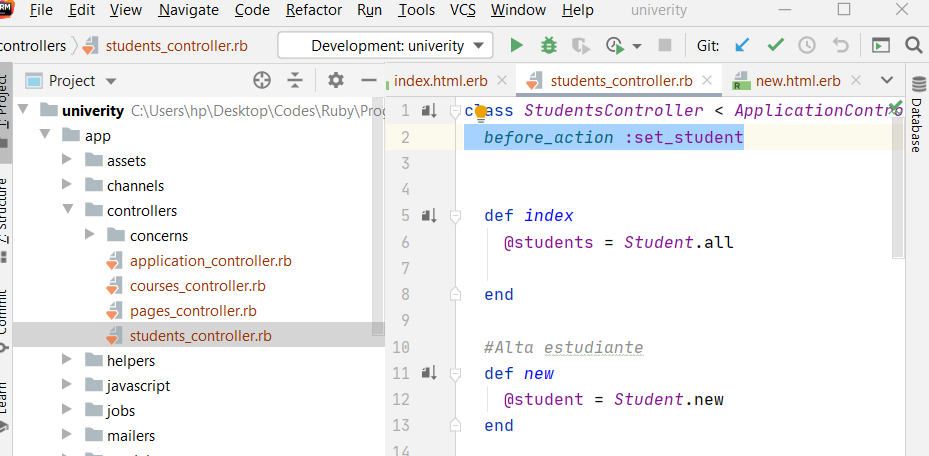 RM
File Edit View Navigate Code Refactor Run Tools VCS Window Help univerity
controllers students_controller.rb Development: univerity Git:
Project index.html.erb students_controller.rb new.html.erb
univerity C:\Users\hp\Desktop\Codes\Ruby\Prog
app
assets
channels
controllers
concerns
application_controller.rb
courses_controller.rb
pages_controller.rb
students_controller.rb
helpers
javascript
jobs
mailers
1 class StudentsController < ApplicationContro
2 before_action :set_student
3
4
5 def index
6 @students = Student.all
7
8 end
9
10 #Alta estudiante
11 def new
12 @student = Student.new
13 end
14
1: Project
7: Structure
Commit
Learn
Database